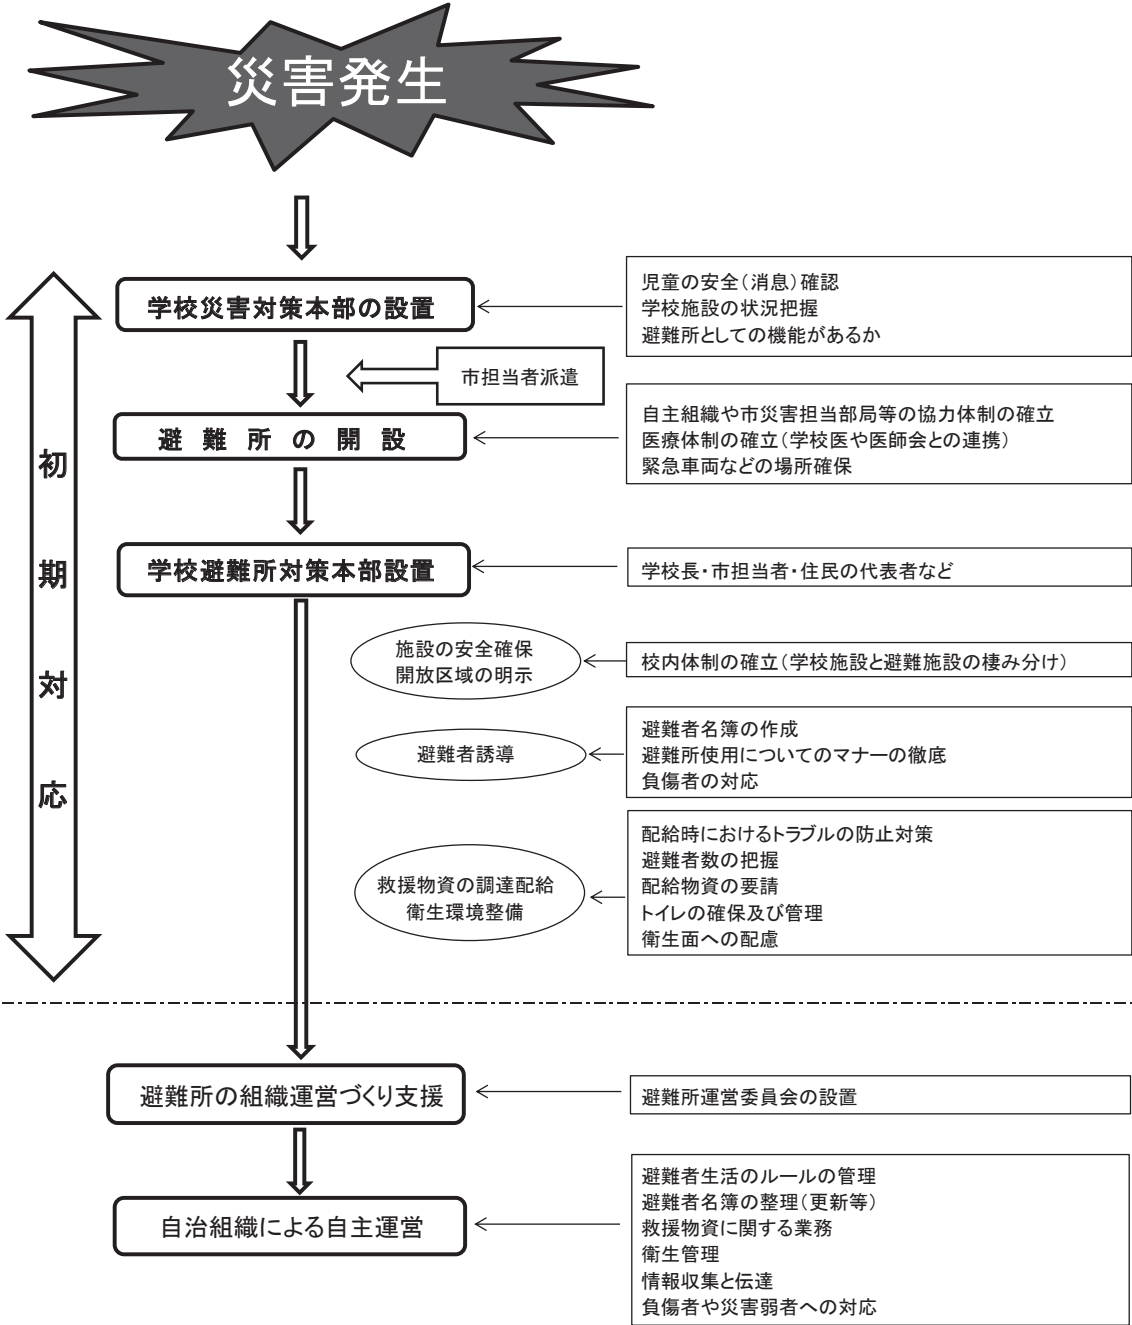 災害発生
学校災害対策本部の設置
児童の安全(消息)確認
学校施設の状況把握
避難所としての機能があるか
市担当者派遣
避難所の開設
自主組織や市災害担当部局等の協力体制の確立
医療体制の確立(学校医や医師会との連携)
緊急車両などの場所確保
初期対応
学校避難所対策本部設置
学校長・市担当者・住民の代表者など
施設の安全確保
開放区域の明示
校内体制の確立(学校施設と避難施設の棲み分け)
避難者誘導
避難者名簿の作成
避難所使用についてのマナーの徹底
負傷者の対応
救援物資の調達配給
衛生環境整備
配給時におけるトラブルの防止対策
避難者数の把握
配給物資の要請
トイレの確保及び管理
衛生面への配慮
避難所の組織運営づくり支援
避難所運営委員会の設置
自治組織による自主運営
避難者生活のルールの管理
避難者名簿の整理(更新等)
救援物資に関する業務
衛生管理
情報収集と伝達
負傷者や災害弱者への対応